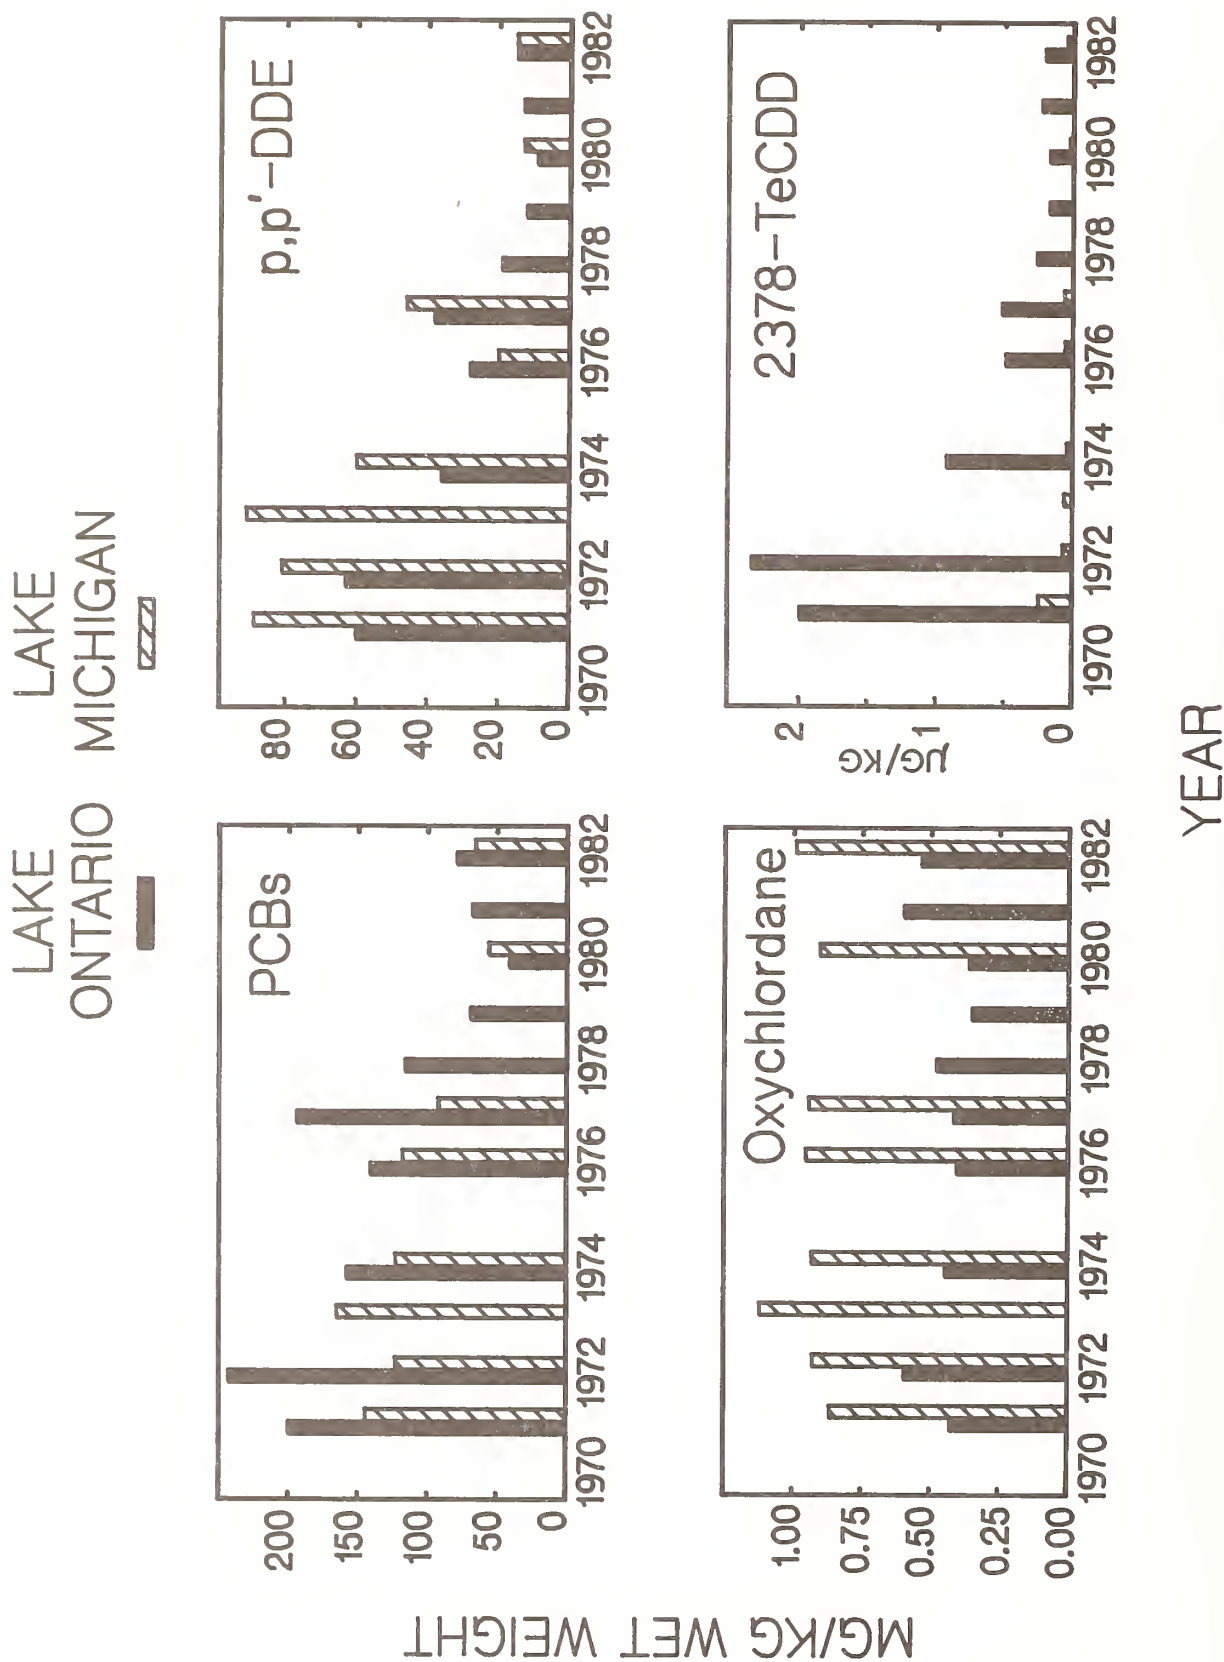 LAKE LAKE
ONTARIO MICHIGAN
MG/KG WET WEIGHT
PCBs
200
150
100
50
0
1970 1972 1974 1976 1978 1980 1982
p,p'-DDE
80
60
40
20
0
1970 1972 1974 1976 1978 1980 1982
Oxychlordane
1.00
0.75
0.50
0.25
0.00
1970 1972 1974 1976 1978 1980 1982
2378-TeCDD
µG/KG
2
1
0
1970 1972 1974 1976 1978 1980 1982
YEAR